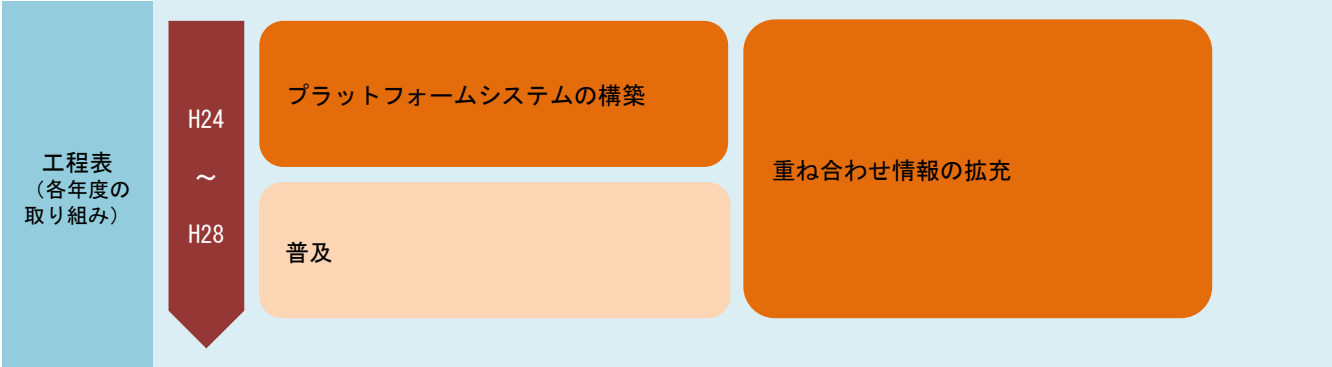 工程表
（各年度の
取り組み）
H24
～
H28
プラットフォームシステムの構築
普及
重ね合わせ情報の拡充